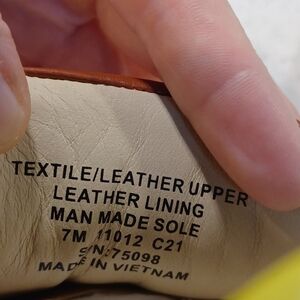 TEXTILE/LEATHER UPPER
LEATHER LINING
MAN MADE SOLE
7M 11012 C21
S/N:75098
MADE IN VIETNAM